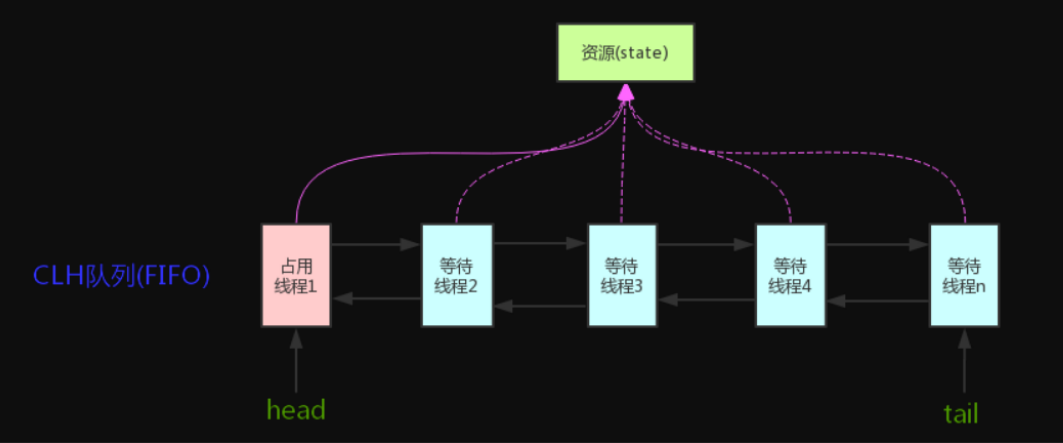 资源(state)
CLH队列(FIFO)
占用
线程1
等待
线程2
等待
线程3
等待
线程4
等待
线程n
head
tail